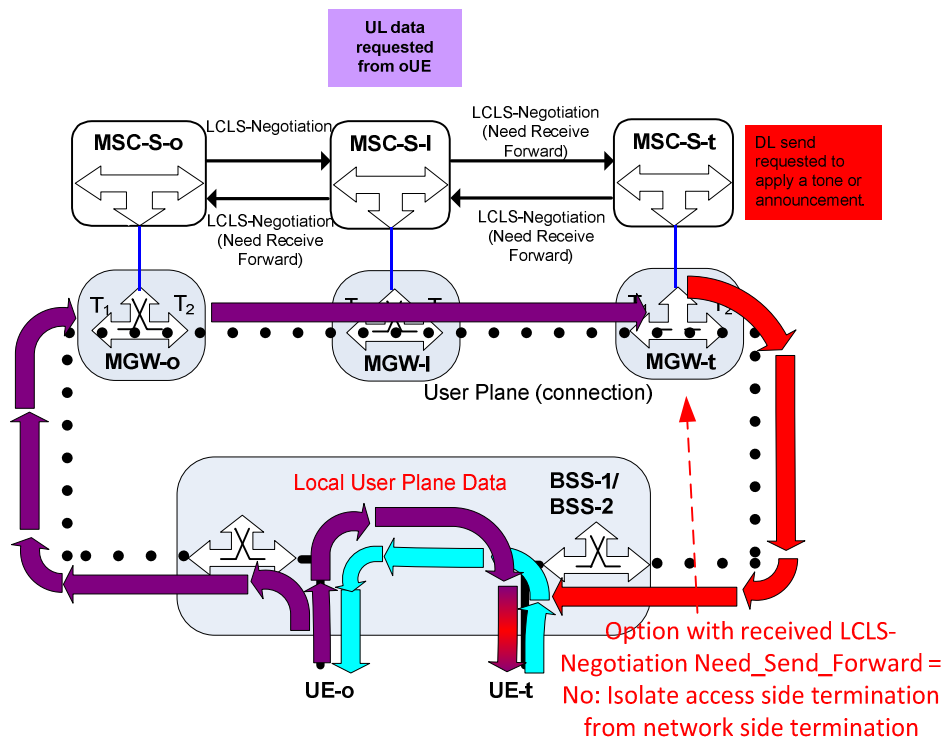 UL data
requested
from oUE
MSC-S-o
LCLS-Negotiation
MSC-S-I
LCLS-Negotiation
(Need Receive
Forward)
MSC-S-t
DL send
requested to
apply a tone or
announcement.
LCLS-Negotiation
(Need Receive
Forward)
LCLS-Negotiation
(Need Receive
Forward)
T1
T2
MGW-o
T
T
MGW-I
T1
T2
MGW-t
User Plane (connection)
Local User Plane Data
BSS-1/
BSS-2
UE-o
UE-t
Option with received LCLS-
Negotiation Need_Send_Forward =
No: Isolate access side termination
from network side termination